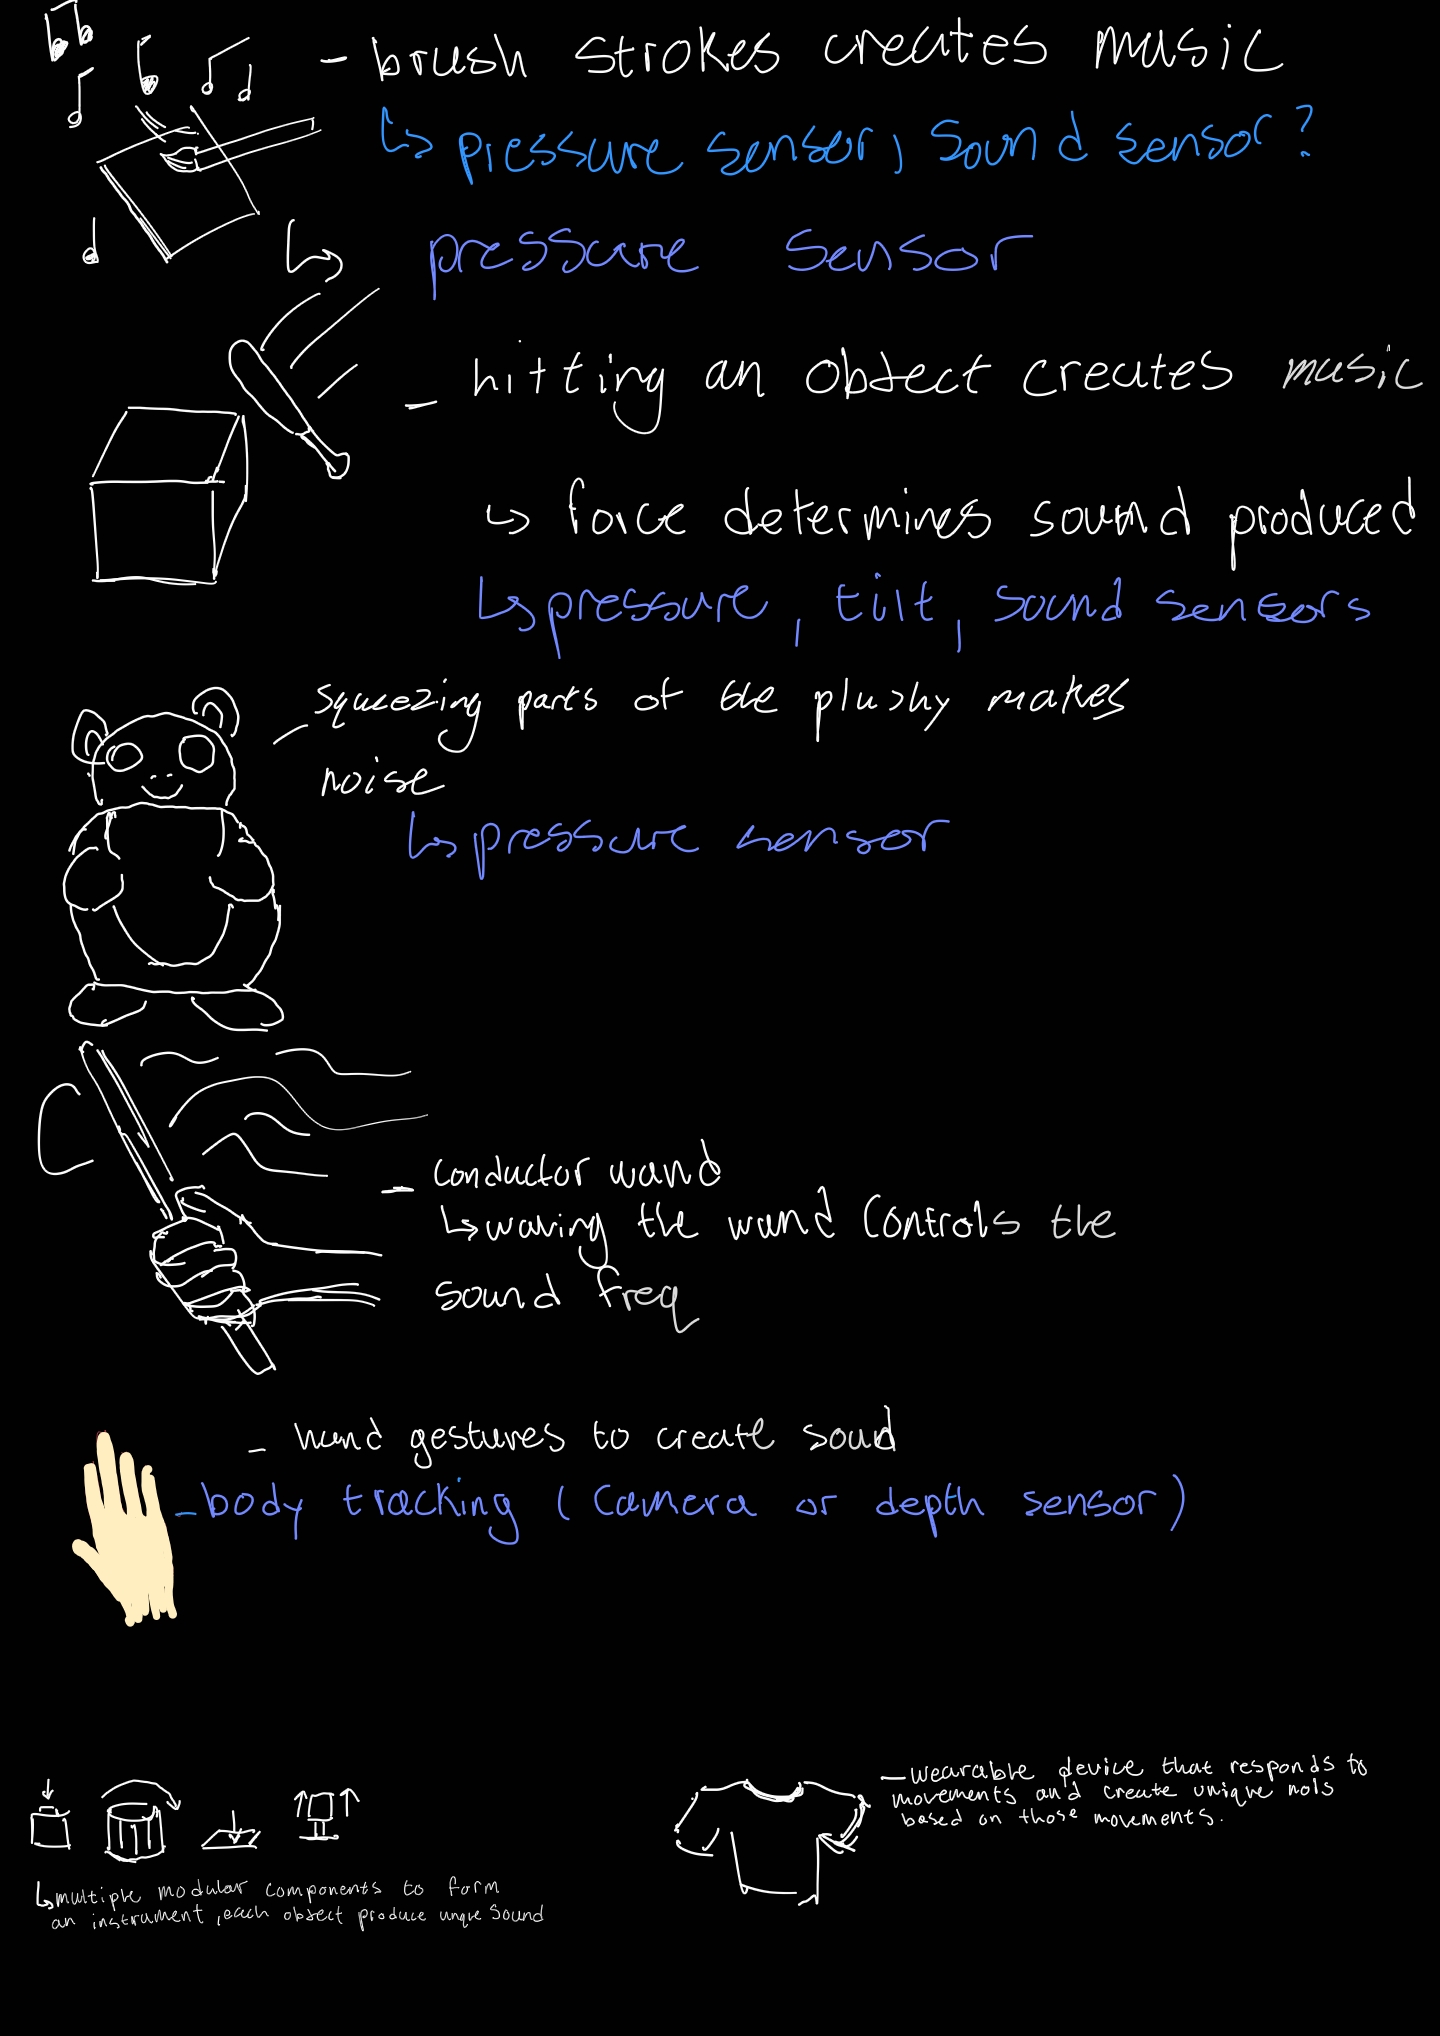 - brush strokes creates music
↳ pressure sensor, sound sensor?
↳ pressure sensor
- hitting an object creates music
↳ force determines sound produced
↳ pressure, tilt, sound sensors
- squeezing parts of the plushy makes
noise
↳ pressure sensor
- conductor wand
↳ waving the wand controls the
sound freq
- hand gestures to create soud
- body tracking (camera or depth sensor)
- wearable device that responds to
movements and create unique
based on those movements.
↳ multiple modular components to form
an instrument, each object produce unque sound